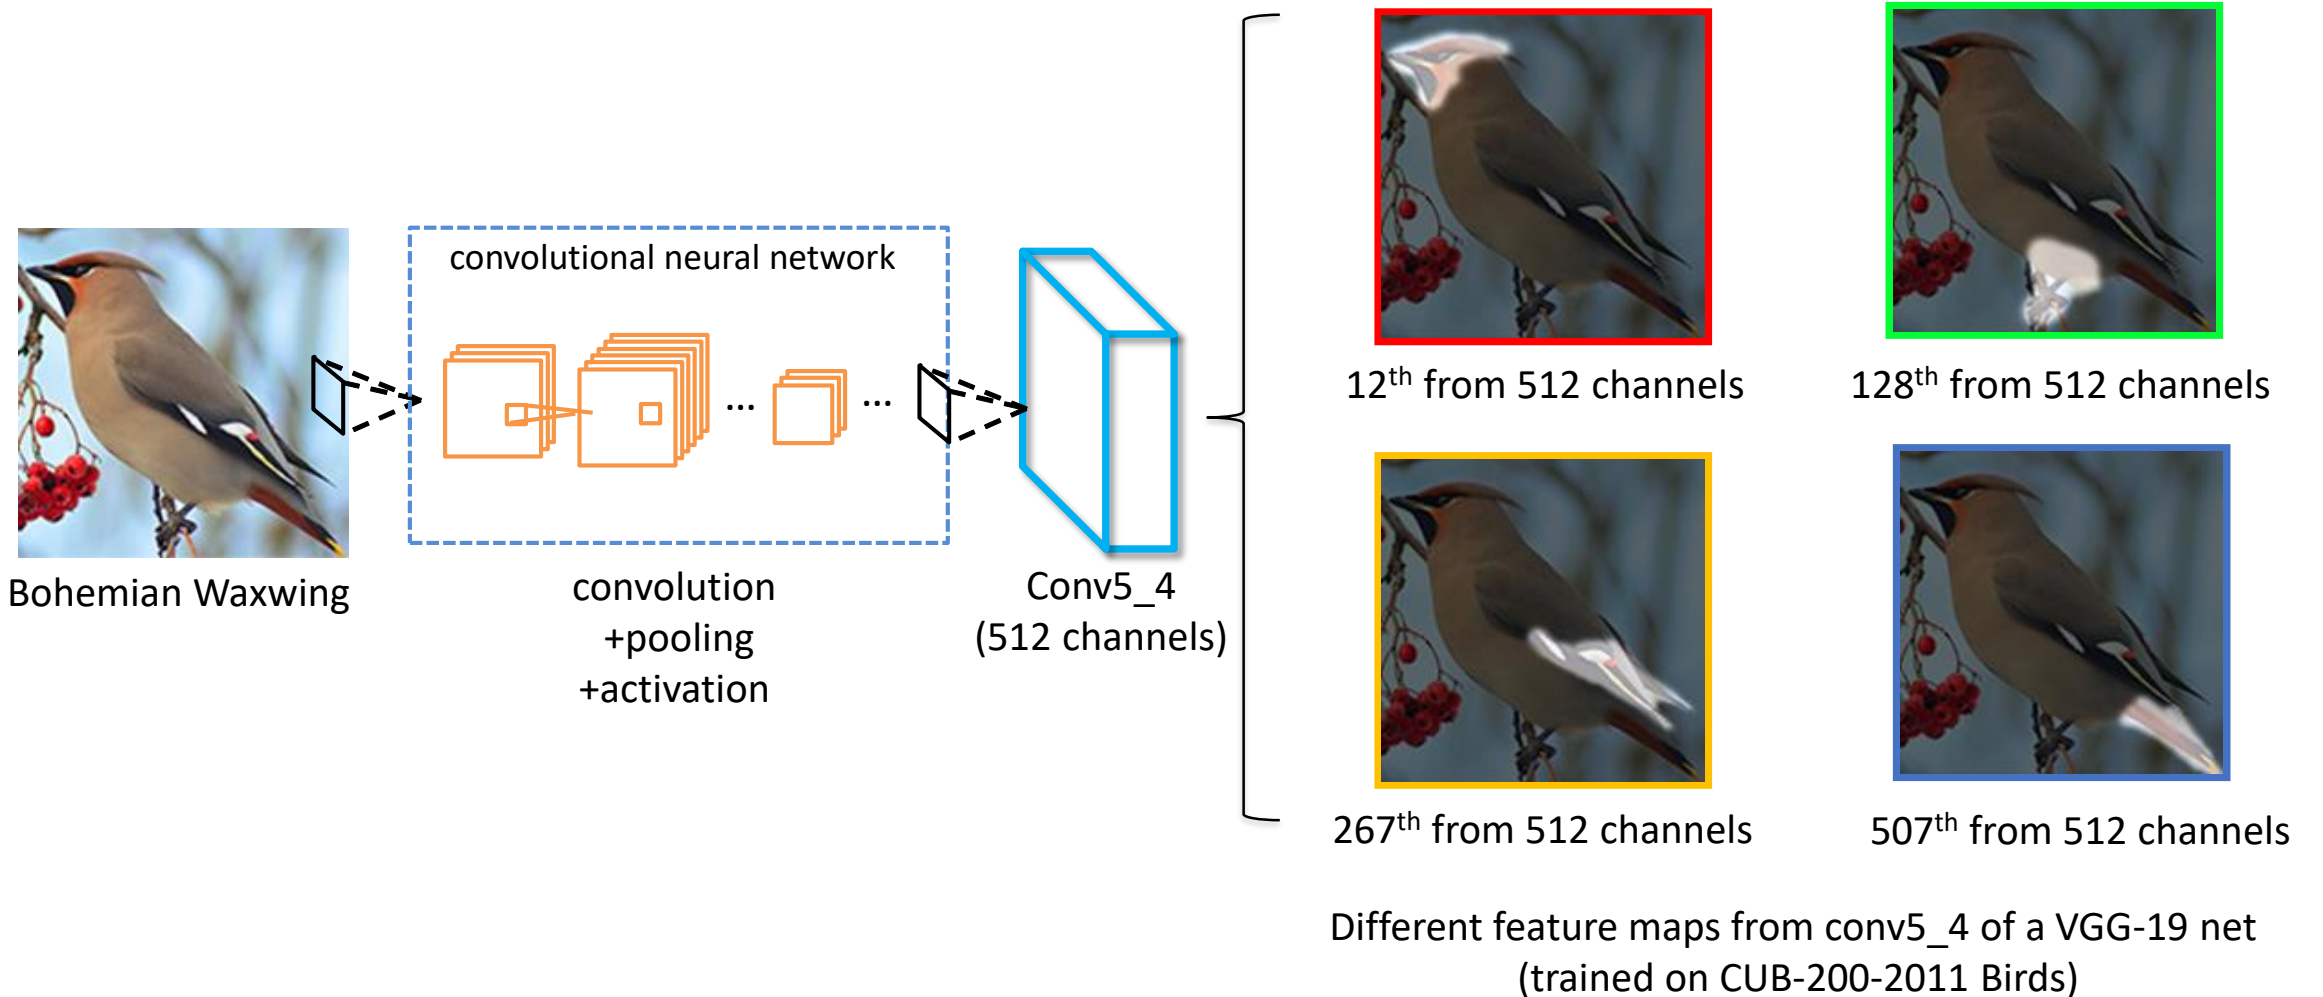 Bohemian Waxwing
convolutional neural network
... ...
convolution
+pooling
+activation
Conv5_4
(512 channels)
12th from 512 channels
128th from 512 channels
267th from 512 channels
507th from 512 channels
Different feature maps from conv5_4 of a VGG-19 net
(trained on CUB-200-2011 Birds)